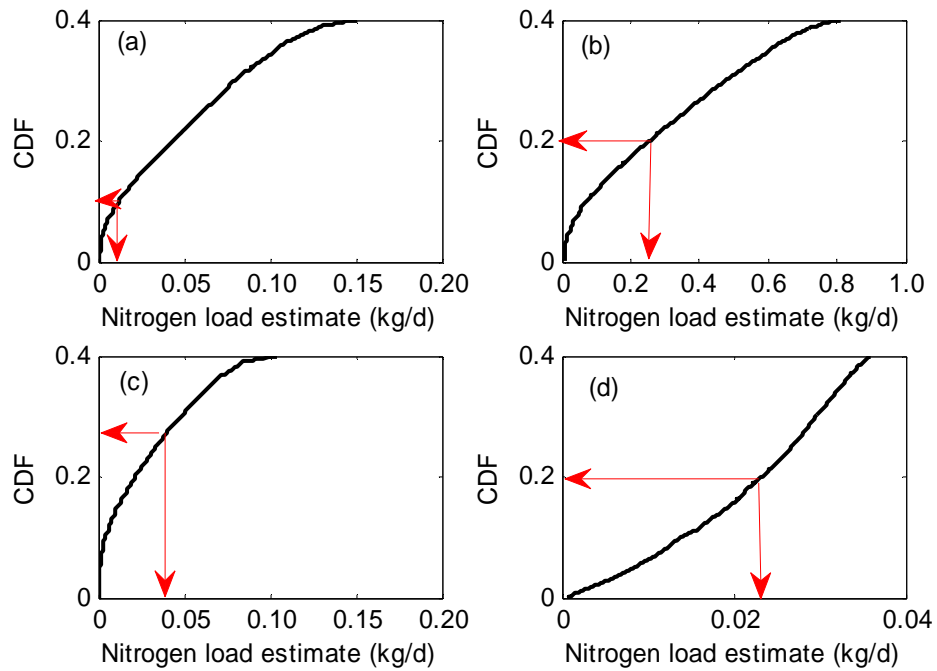 0.4
(a)
CDF
0.2
0
0 0.05 0.10 0.15 0.20
Nitrogen load estimate (kg/d)
0.4
(b)
CDF
0.2
0
0 0.2 0.4 0.6 0.8 1.0
Nitrogen load estimate (kg/d)
0.4
(c)
CDF
0.2
0
0 0.05 0.10 0.15 0.20
Nitrogen load estimate (kg/d)
0.4
(d)
CDF
0.2
0
0 0.02 0.04
Nitrogen load estimate (kg/d)